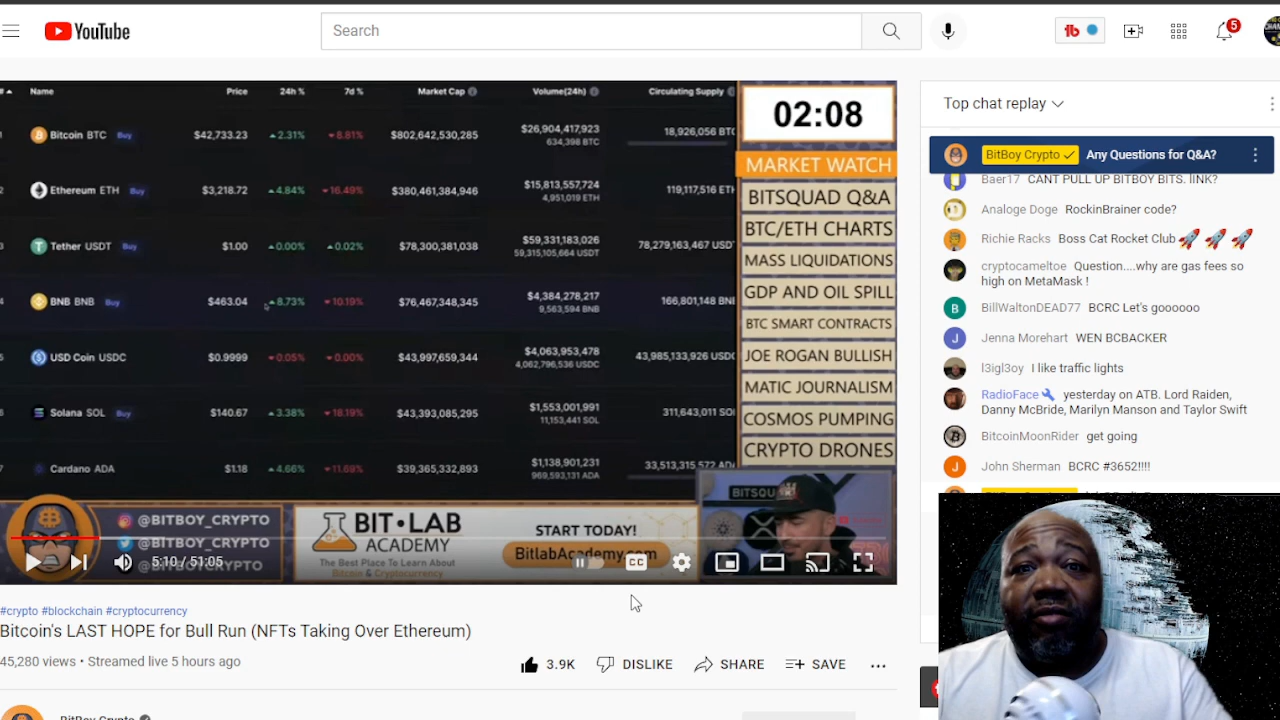 YouTube
Search
5
# Name Price 24h % 7d % Market Cap Volume(24h) Circulating Supply
Bitcoin BTC Buy $42,733.23 2.31% 8.81% $802,642,530,285 $26,904,417,923 18,926,056 BTC
634,398 BTC
Ethereum ETH Buy $3,218.72 4.84% 16.49% $380,461,384,946 $15,813,557,724 119,117,516 ETH
4,951,019 ETH
Tether USDT Buy $1.00 0.00% 0.02% $78,300,381,038 $59,331,183,026 78,279,163,467 USDT
59,315,105,664 USDT
4 BNB BNB Buy $463.04 8.73% 10.19% $76,467,348,345 $4,384,278,217 166,801,148 BNB
9,563,594 BNB
USD Coin USDC $0.9999 0.05% 0.00% $43,997,659,344 $4,063,953,478 43,985,133,926 USDC
4,062,796,536 USDC
Solana SOL Buy $140.67 3.38% 18.19% $43,393,085,295 $1,553,001,991 311,643,011 SOL
11,153,441 SOL
7 Cardano ADA $1.18 4.66% 11.69% $39,365,332,893 $1,138,901,231 33,513,315,572 ADA
969,593,131 ADA
02:08
MARKET WATCH
BITSQUAD Q&A
BTC/ETH CHARTS
MASS LIQUIDATIONS
GDP AND OIL SPILL
BTC SMART CONTRACTS
JOE ROGAN BULLISH
MATIC JOURNALISM
COSMOS PUMPING
CRYPTO DRONES
BITSQU
@BITBOY_CRYPTO
@BITBOY_CRYPTO
@BITBOY_CRYPTO
BIT•LAB
ACADEMY
The Best Place To Learn About
Bitcoin & Cryptocurrency
START TODAY!
BitlabAcademy.com
5:10 / 51:05
CC
#crypto #blockchain #cryptocurrency
Bitcoin's LAST HOPE for Bull Run (NFTs Taking Over Ethereum)
45,280 views • Streamed live 5 hours ago
3.9K DISLIKE SHARE SAVE
BitBoy Crypto
Top chat replay
BitBoy Crypto Any Questions for Q&A?
Baer17 CANT PULL UP BITBOY BITS. lINK?
Analoge Doge RockinBrainer code?
Richie Racks Boss Cat Rocket Club
cryptocameltoe Question....why are gas fees so
high on MetaMask !
B BillWaltonDEAD77 BCRC Let's goooooo
J Jenna Morehart WEN BCBACKER
l3igl3oy I like traffic lights
RadioFace yesterday on ATB. Lord Raiden,
Danny McBride, Marilyn Manson and Taylor Swift
BitcoinMoonRider get going
J John Sherman BCRC #3652!!!!